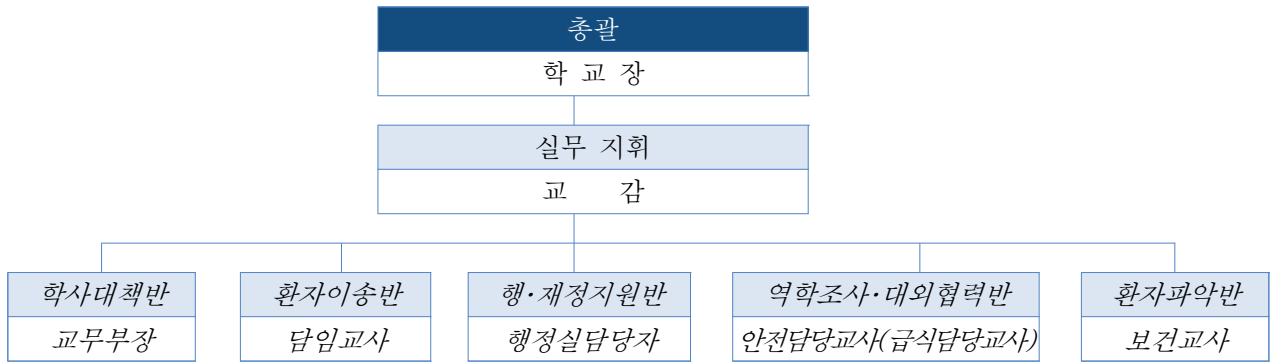 총괄
학 교 장
실무 지휘
교 감
학사대책반
교무부장
환자이송반
담임교사
행·재정지원반
행정실담당자
역학조사·대외협력반
안전담당교사(급식담당교사)
환자파악반
보건교사